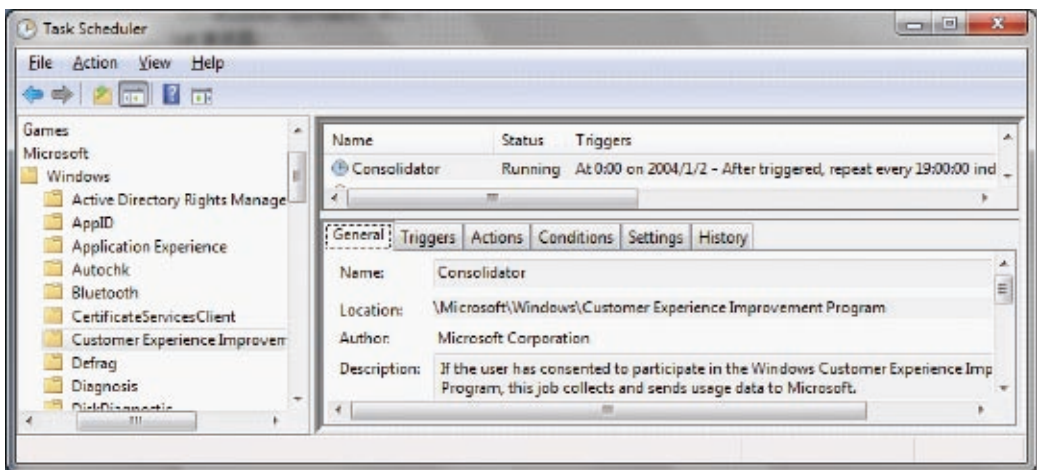 Task Scheduler
File Action View Help
Games
Microsoft
Windows
Active Directory Rights Manage
AppID
Application Experience
Autochk
Bluetooth
CertificateServicesClient
Customer Experience Improvem
Defrag
Diagnosis
DiskDiagnostic
Name Status Triggers
Consolidator Running At 0:00 on 2004/1/2 - After triggered, repeat every 19:00:00 ind
General Triggers Actions Conditions Settings History
Name: Consolidator
Location: \Microsoft\Windows\Customer Experience Improvement Program
Author: Microsoft Corporation
Description: If the user has consented to participate in the Windows Customer Experience Imp
Program, this job collects and sends usage data to Microsoft.